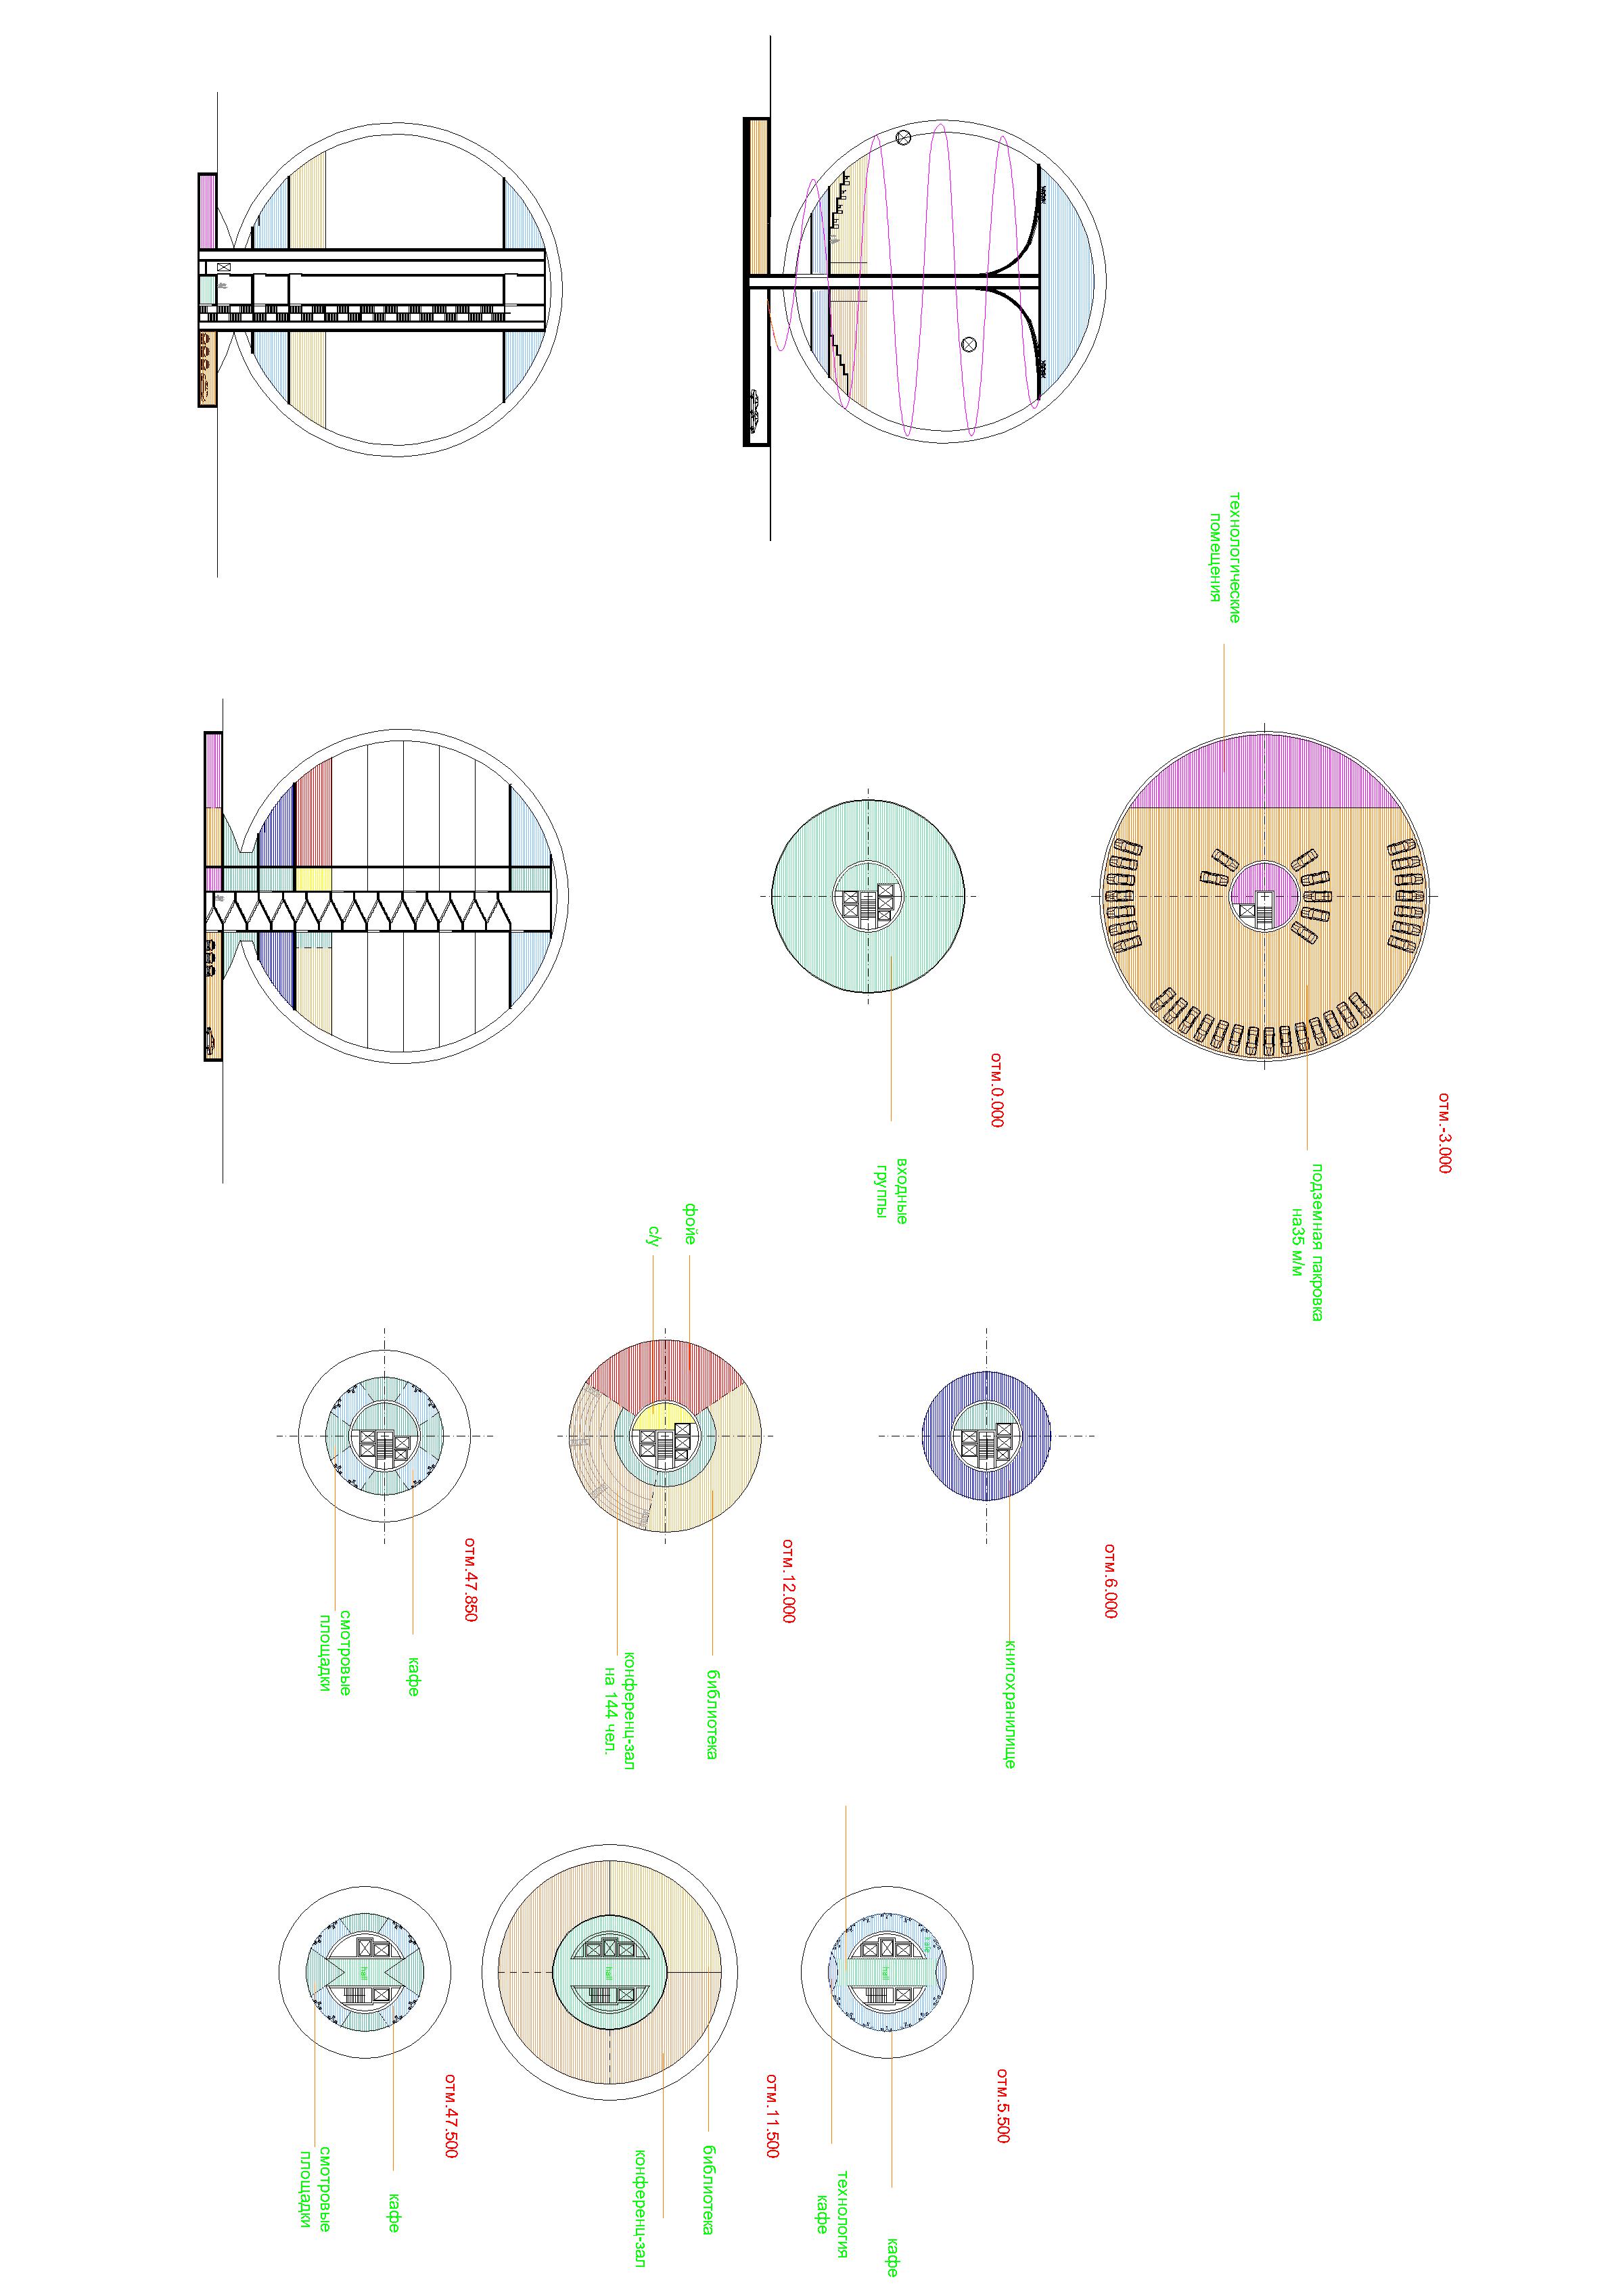 отм.-3.000
подземная пакровка
на35 м/м
технологические
помещения
отм.0.000
входные
группы
отм.6.000
книгохранилище
отм.12.000
библиотека
фойе
с/у
конференц-зал
на 144 чел.
отм.47.850
кафе
смотровые
площадки
отм.5.500
kafe
hall
кафе
технология
кафе
отм.11.500
библиотека
hall
конференц-зал
отм.47.500
кафе
hall
смотровые
площадки